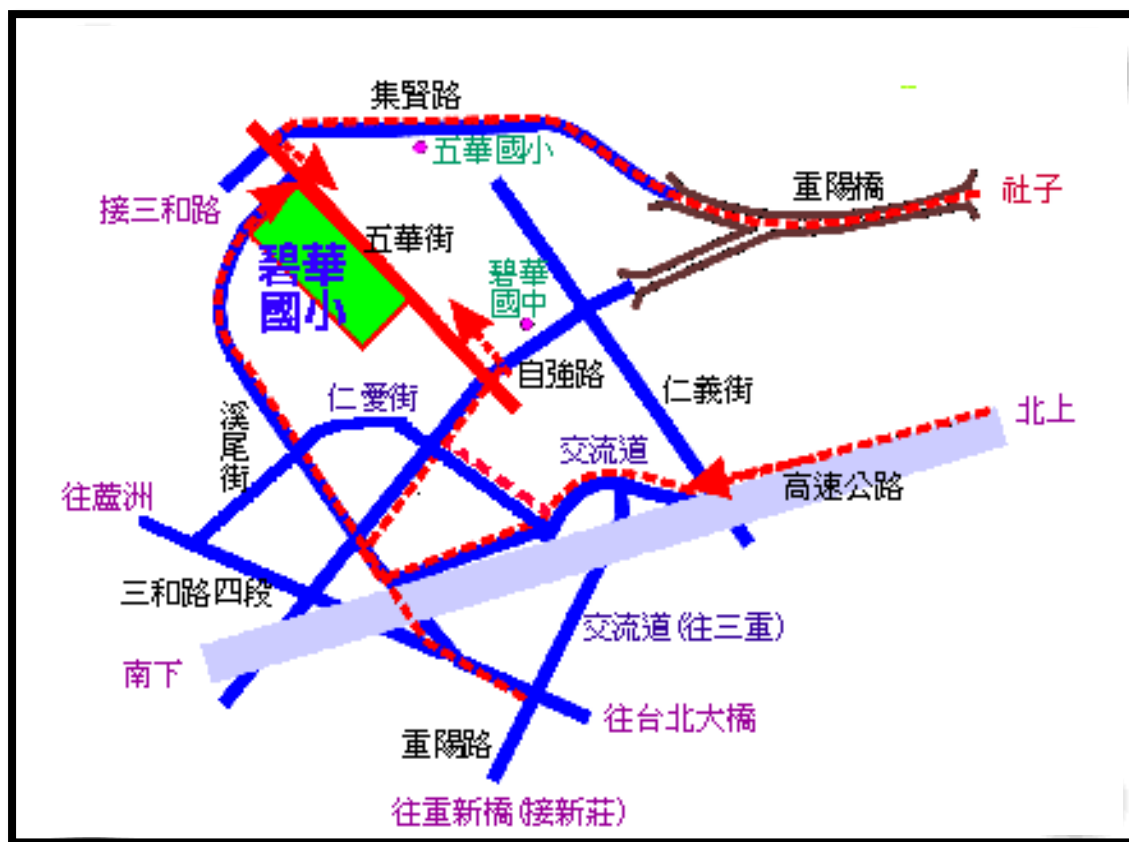 集賢路
五華國小
重陽橋
社子
接三和路
五華街
碧華
國小
碧華
國中
自強路
仁愛街
仁義街
北上
溪尾街
交流道
高速公路
往蘆洲
三和路四段
交流道(往三重)
南下
往台北大橋
重陽路
往重新橋(接新莊)